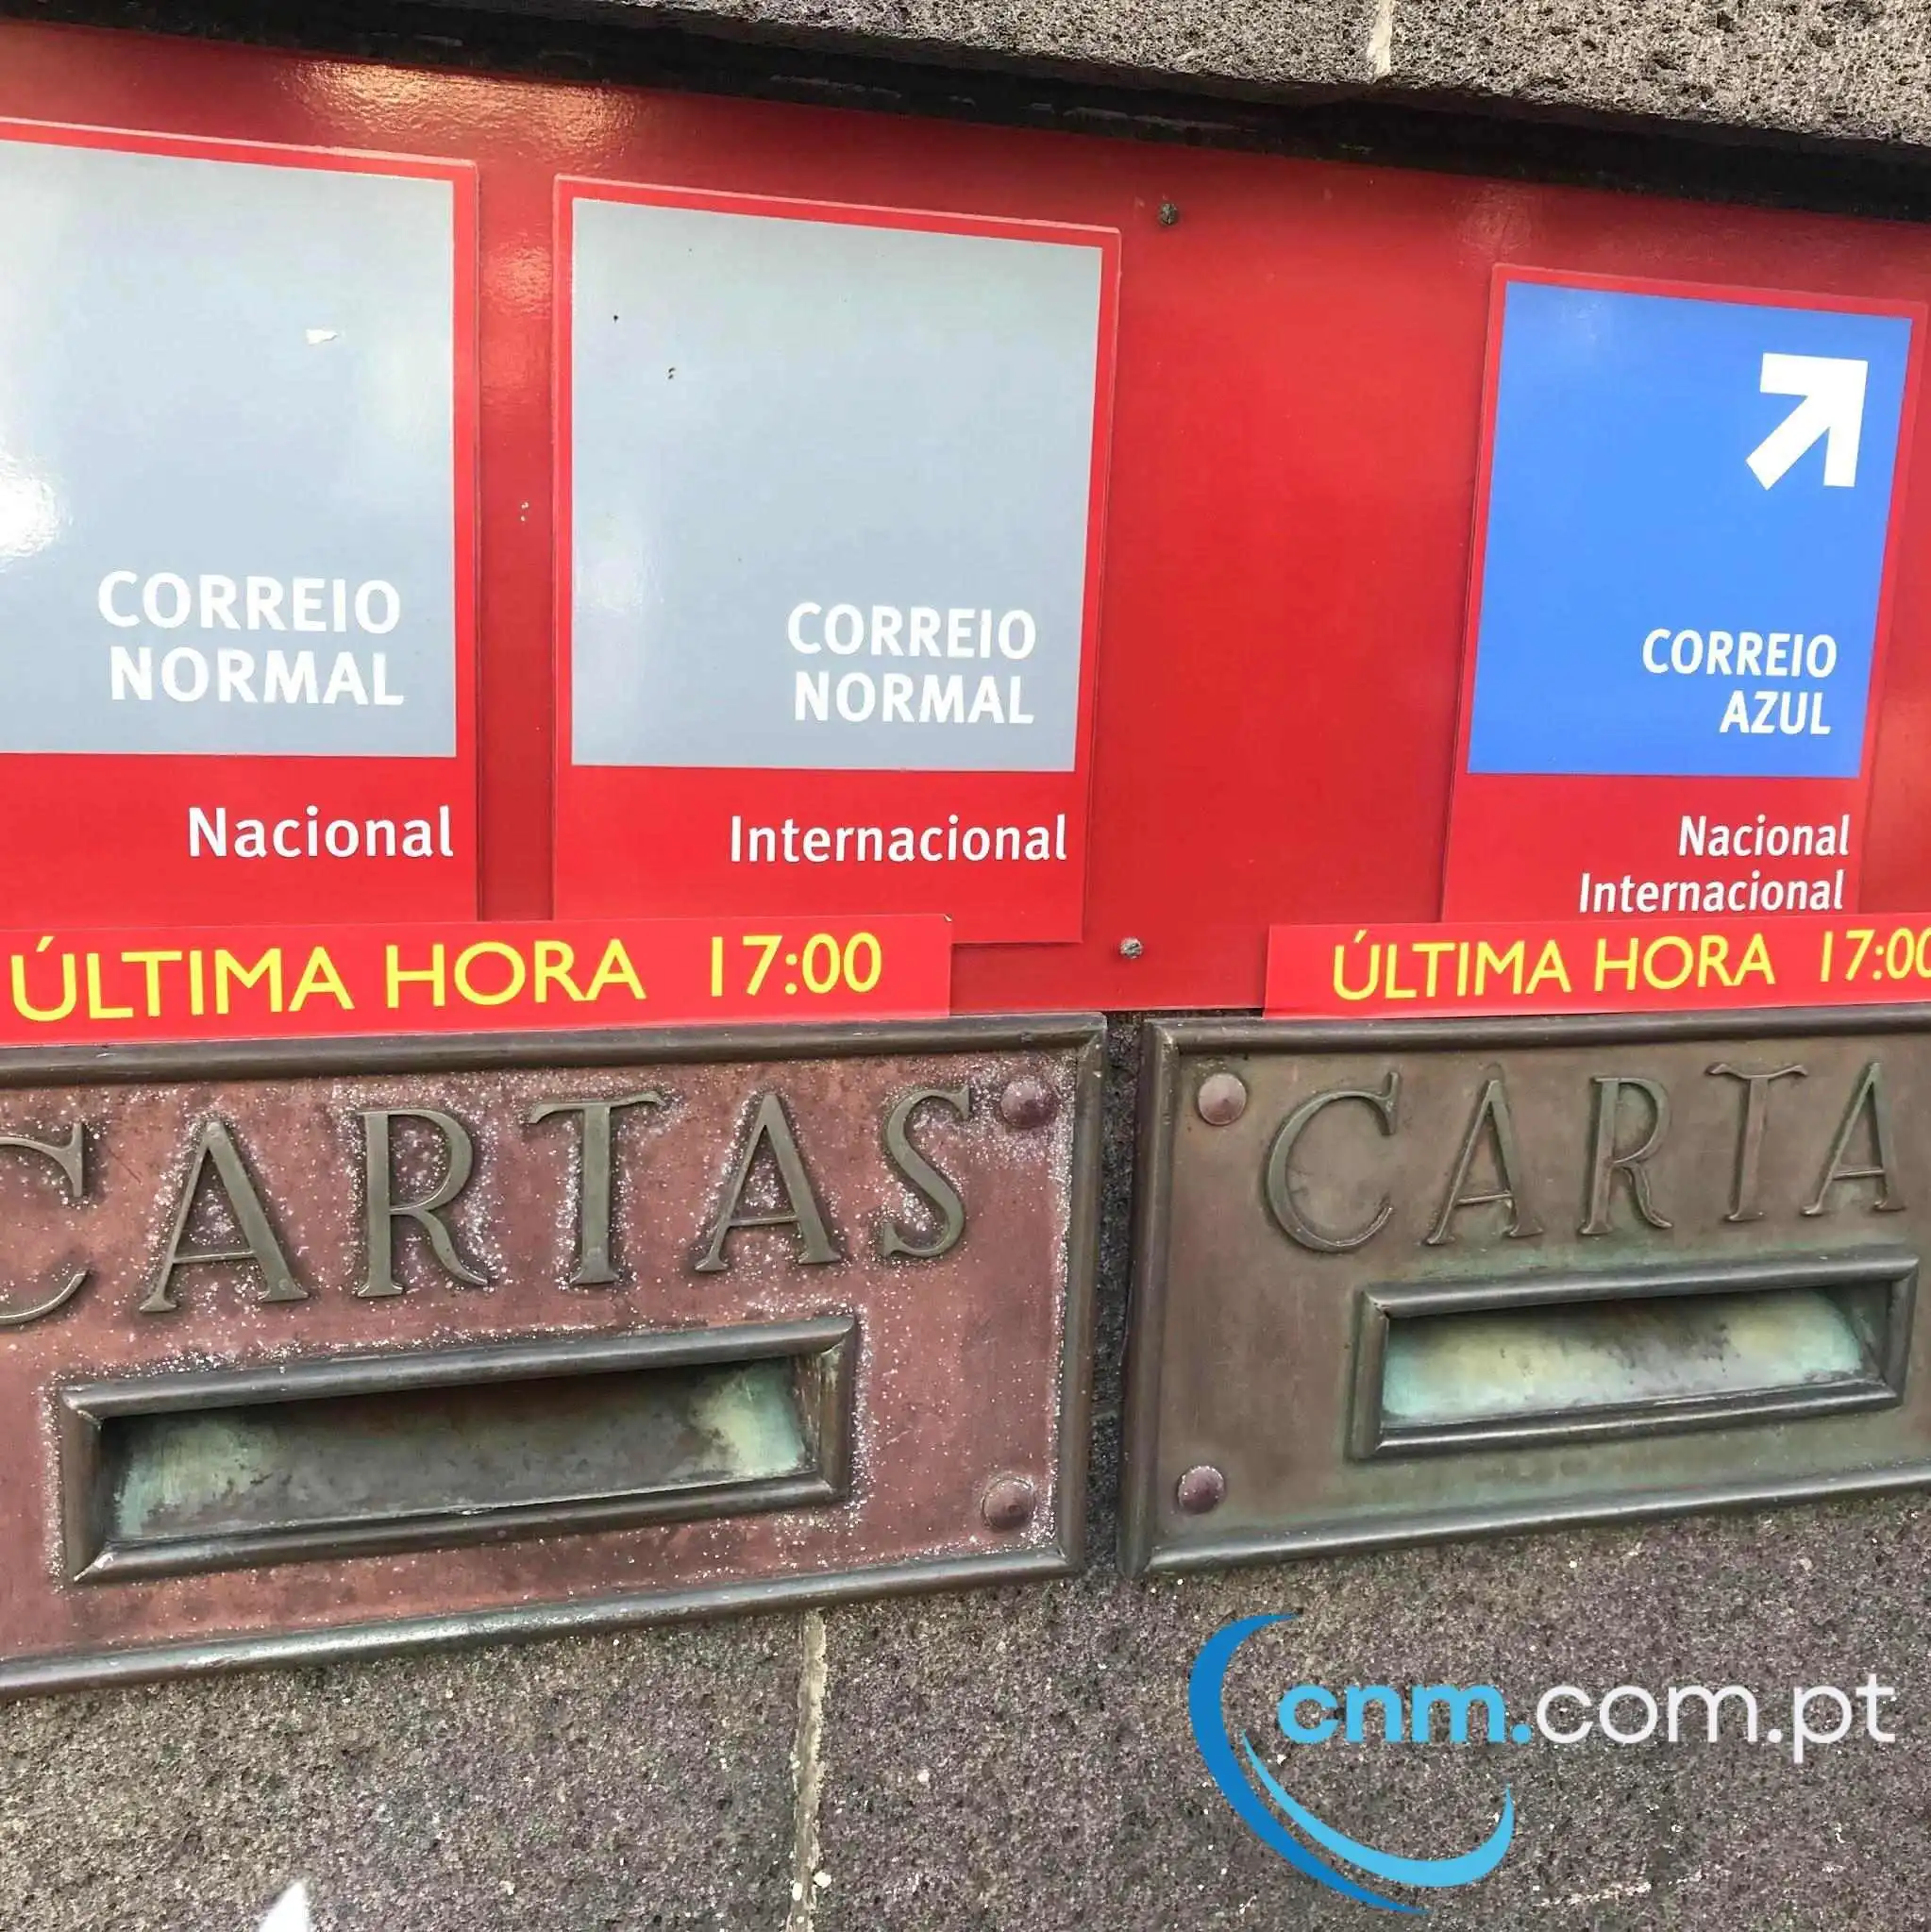 CORREIO
NORMAL
Nacional
CORREIO
NORMAL
Internacional
CORREIO
AZUL
Nacional
Internacional
ÚLTIMA HORA 17:00
ÚLTIMA HORA 17:00
CARTAS
CARTA
cnm.com.pt